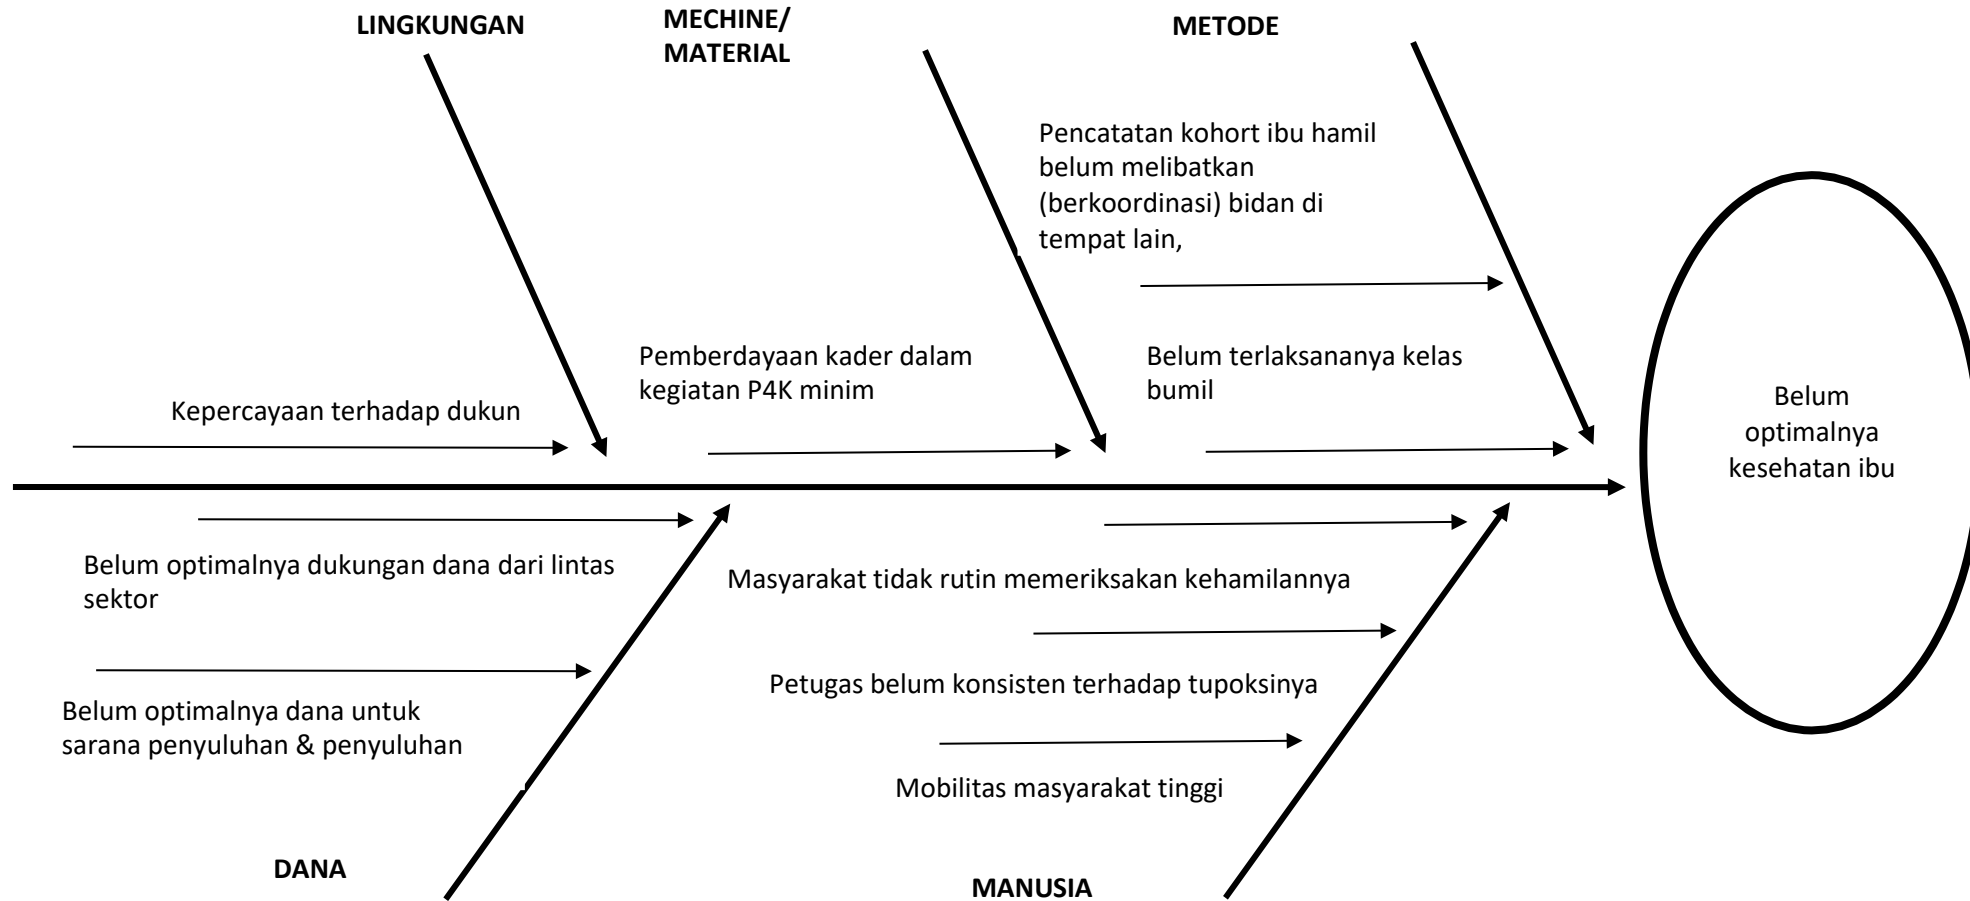 LINGKUNGAN
MECHINE/
MATERIAL
METODE
Pencatatan kohort ibu hamil
belum melibatkan
(berkoordinasi) bidan di
tempat lain,
Pemberdayaan kader dalam
kegiatan P4K minim
Belum terlaksananya kelas
bumil
Kepercayaan terhadap dukun
Belum
optimalnya
kesehatan ibu
Belum optimalnya dukungan dana dari lintas
sektor
Masyarakat tidak rutin memeriksakan kehamilannya
Petugas belum konsisten terhadap tupoksinya
Belum optimalnya dana untuk
sarana penyuluhan & penyuluhan
Mobilitas masyarakat tinggi
DANA
MANUSIA